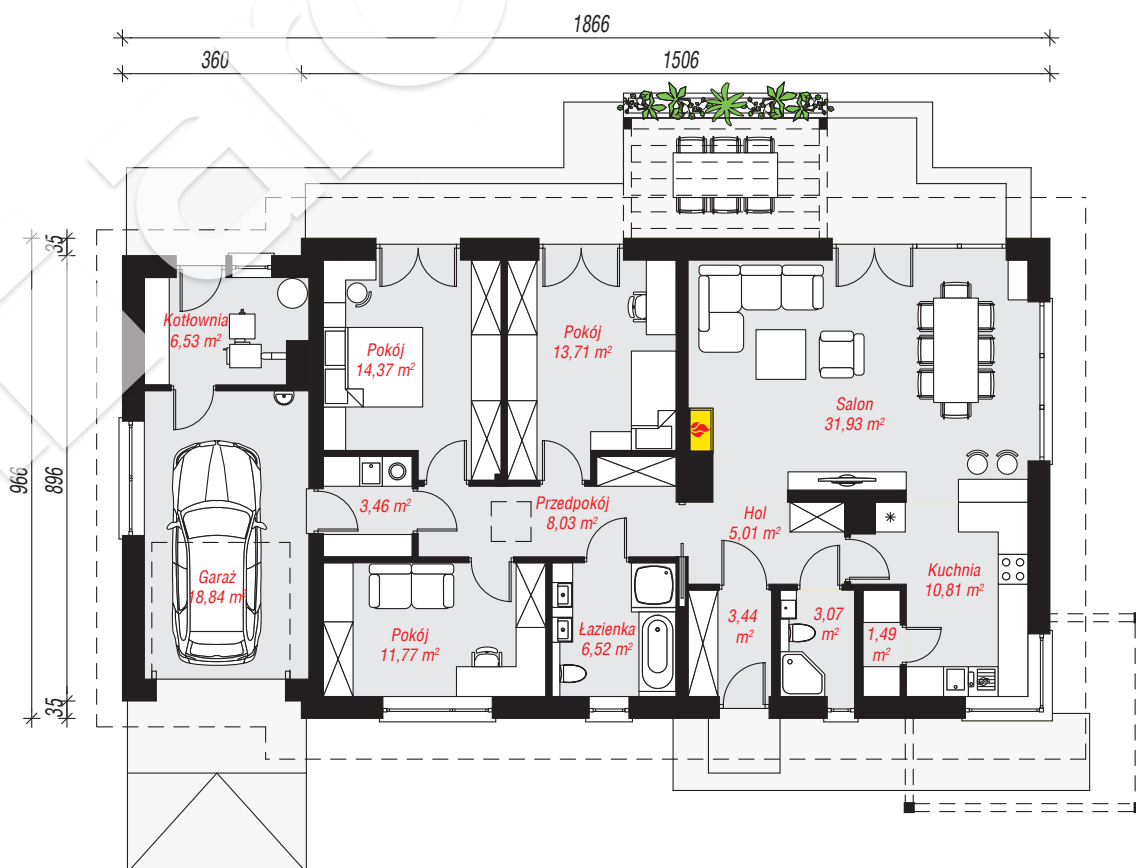 1866
360
1506
35
966
896
35
Kotłownia
6,53 m²
Pokój
14,37 m²
Pokój
13,71 m²
Salon
31,93 m²
3,46 m²
Przedpokój
8,03 m²
Hol
5,01 m²
Kuchnia
10,81 m²
Garaż
18,84 m²
Pokój
11,77 m²
Łazienka
6,52 m²
3,44
m²
3,07
m²
1,49
m²